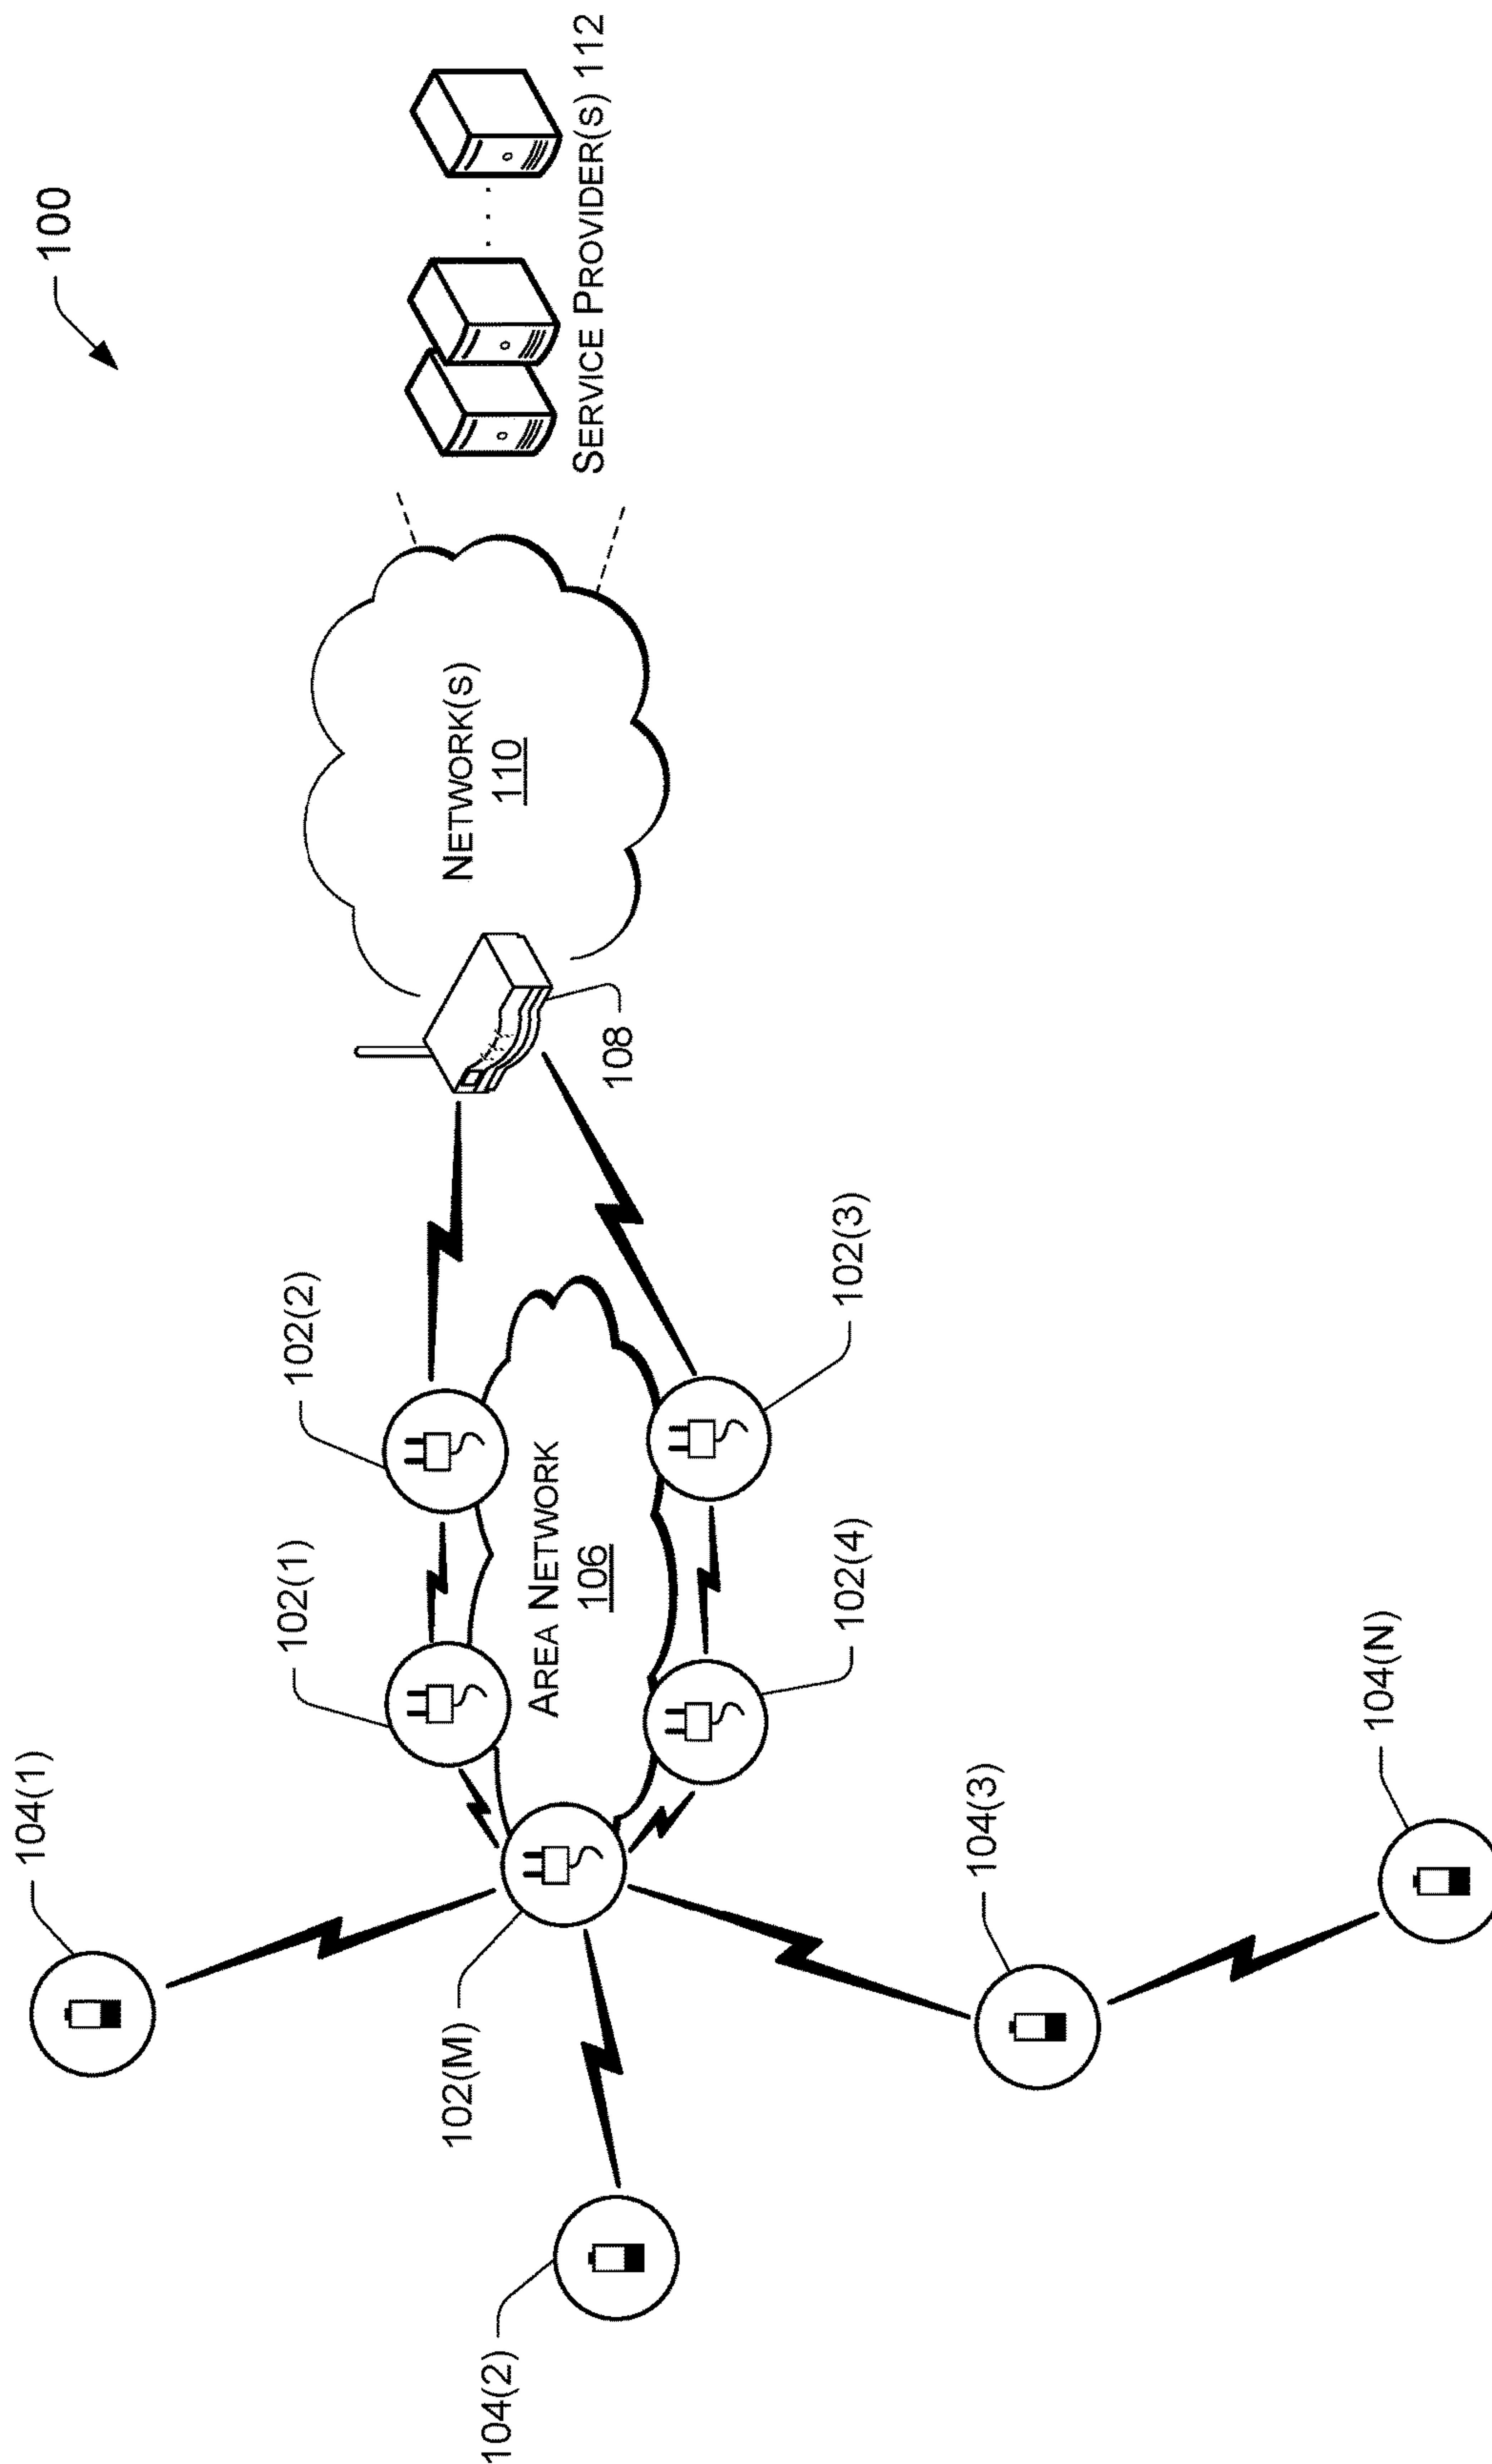 100
104(1)
102(1)
102(2)
NETWORK(S)
110
SERVICE PROVIDER(S) 112
AREA NETWORK
106
108
102(M)
104(2)
102(4)
102(3)
104(3)
104(N)